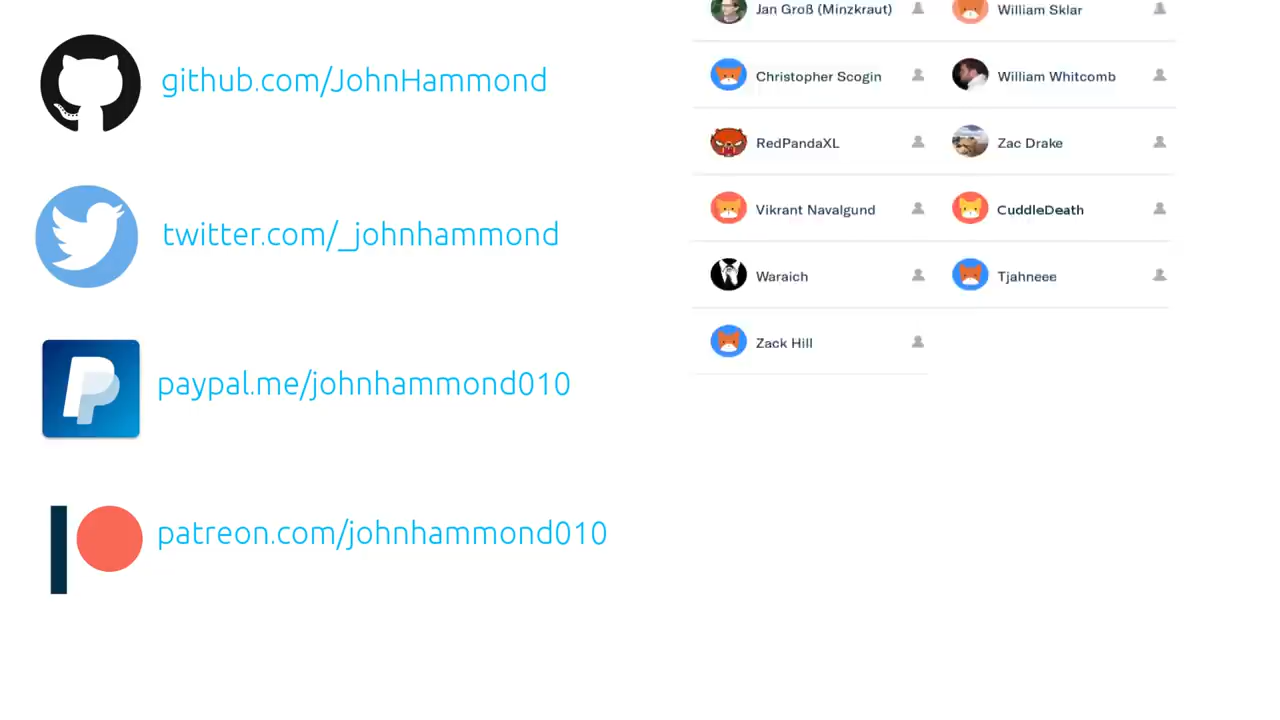 github.com/JohnHammond
twitter.com/_johnhammond
paypal.me/johnhammond010
patreon.com/johnhammond010
Jan Groß (Minzkraut)
William Sklar
Christopher Scogin
William Whitcomb
RedPandaXL
Zac Drake
Vikrant Navalgund
CuddleDeath
Waraich
Tjahneee
Zack Hill